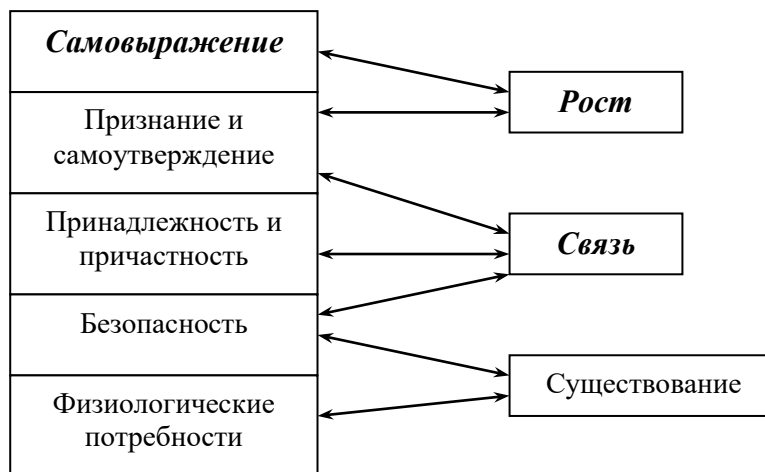 Самовыражение
Признание и
самоутверждение
Принадлежность и
причастность
Безопасность
Физиологические
потребности
Рост
Связь
Существование